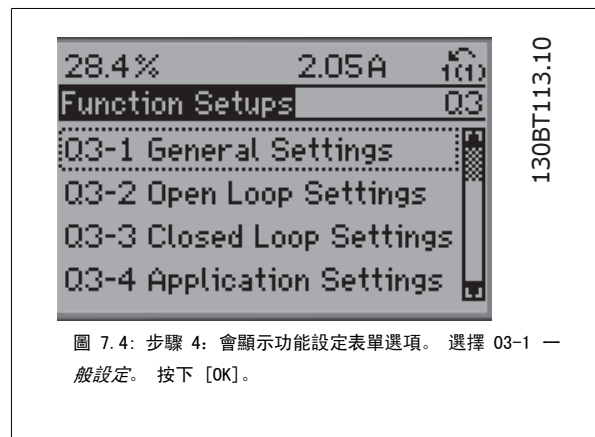 28.4% 2.05A 1(1)
Function Setups Q3
Q3-1 General Settings
Q3-2 Open Loop Settings
Q3-3 Closed Loop Settings
Q3-4 Application Settings
130BT113.10
圖 7.4: 步驟 4: 會顯示功能設定表單選項。 選擇 03-1 一
般設定。 按下 [OK]。